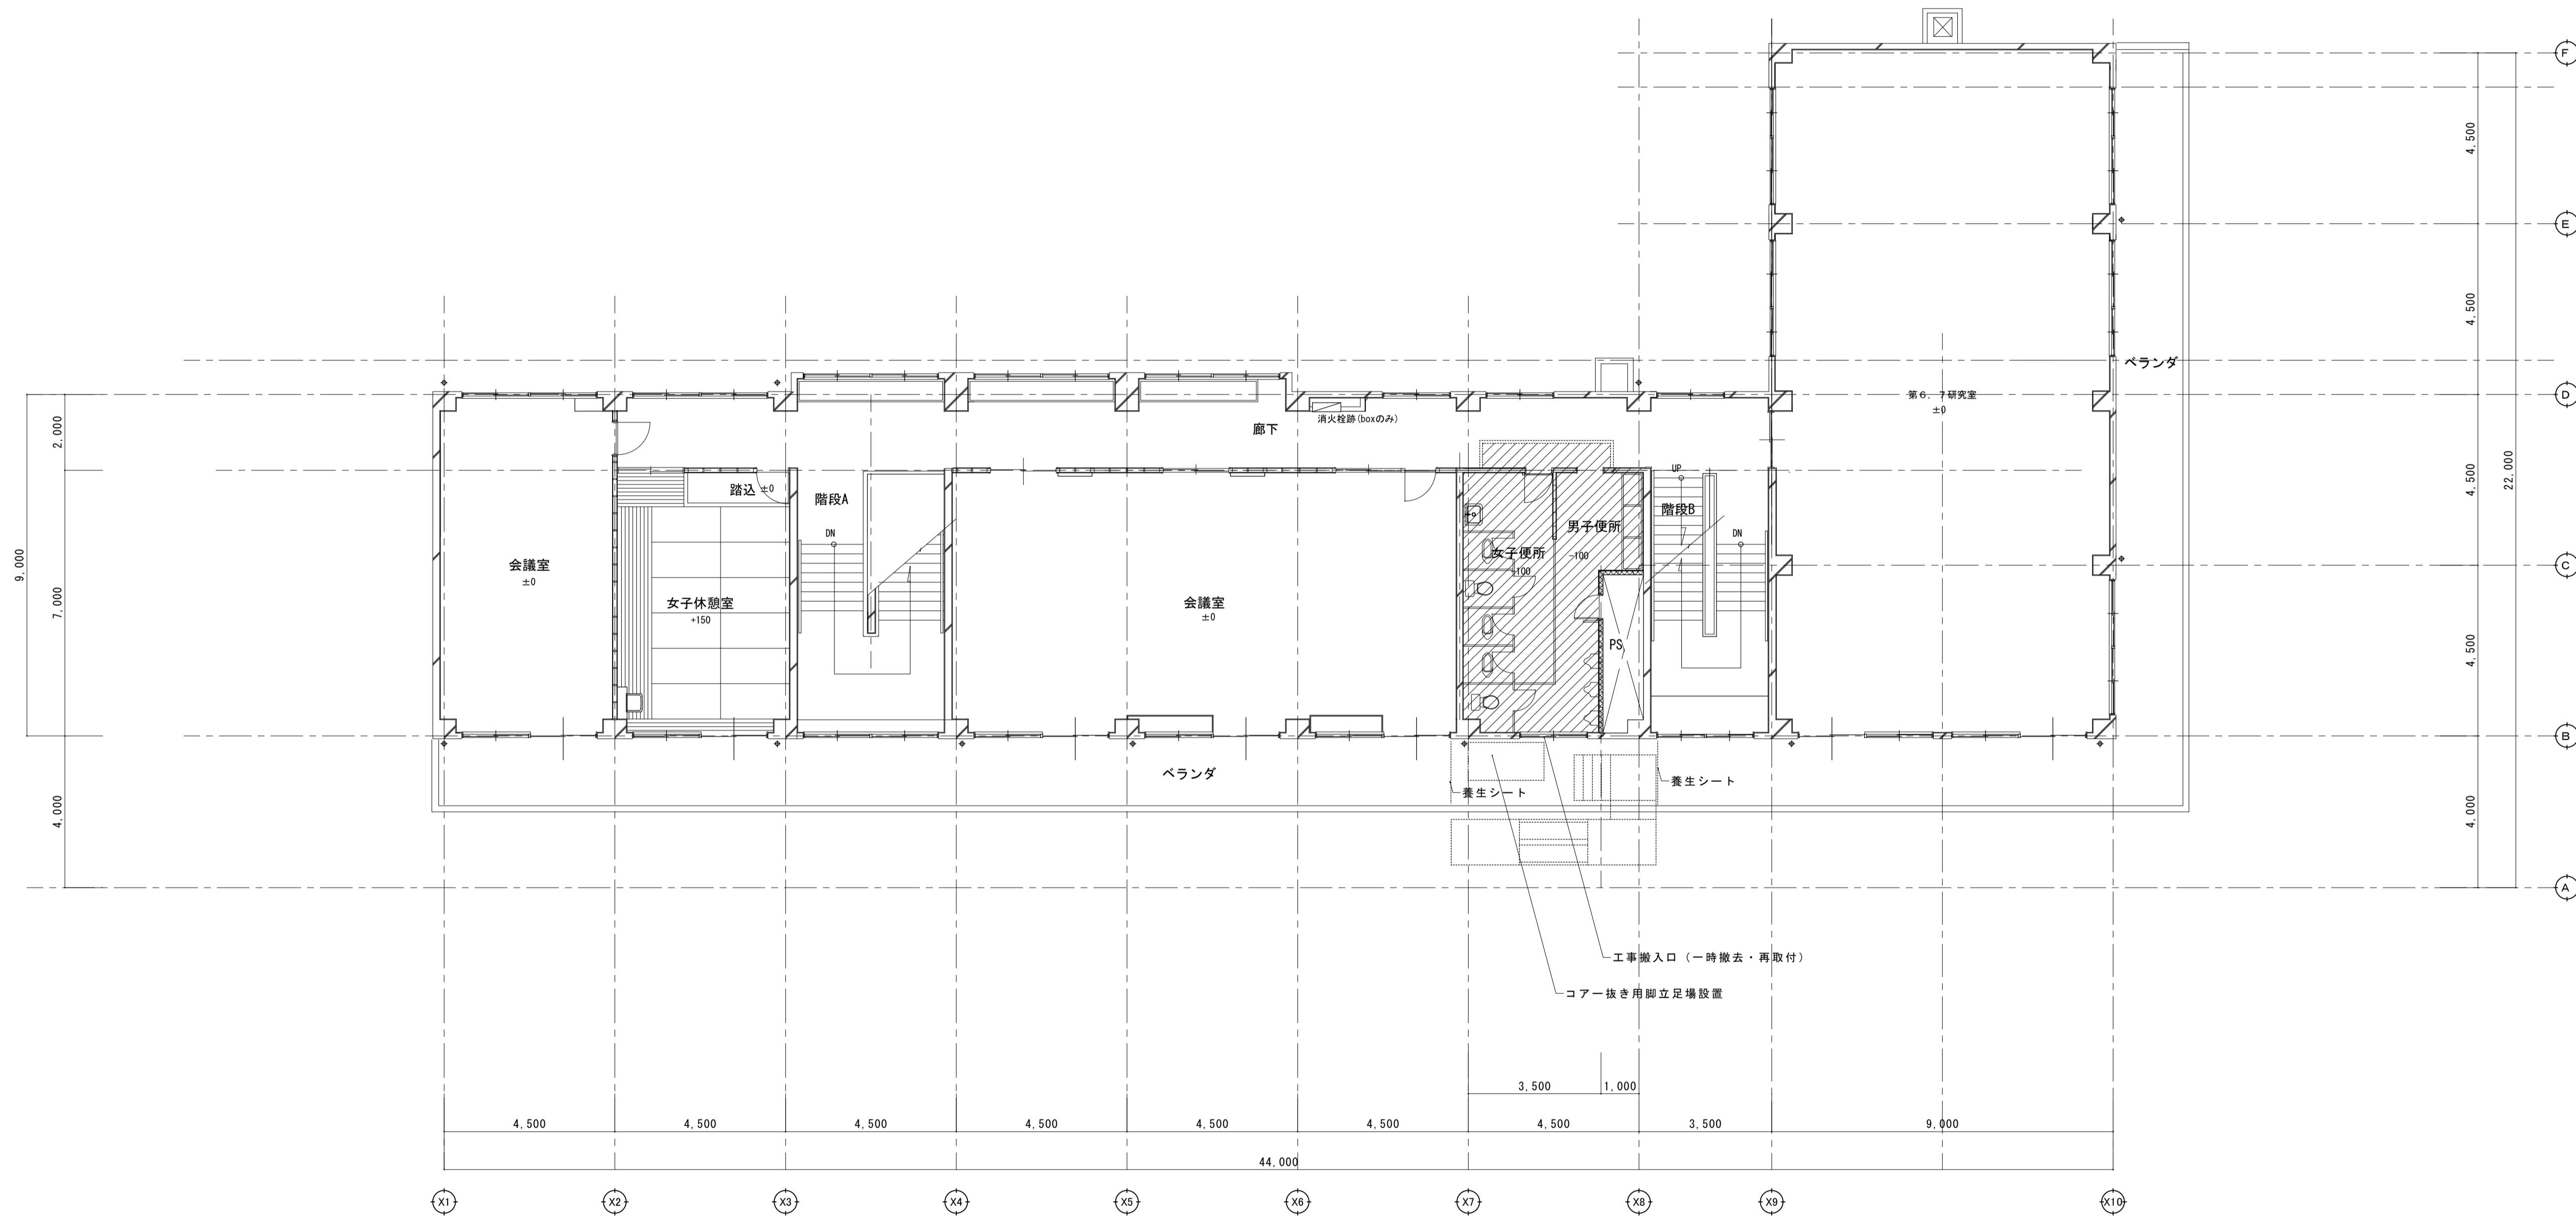 F
4,500
E
4,500
22,000
ベランダ
D
第6．7研究室
±0
2,000
消火栓跡(boxのみ)
廊下
UP
4,500
踏込 ±0
階段A
階段B
男子便所
-100
DN
DN
女子便所
-100
会議室
±0
C
9,000
7,000
女子休憩室
+150
会議室
±0
PS
4,500
B
ベランダ
養生シート
養生シート
4,000
4,000
A
工事搬入口（一時撤去・再取付）
コアー抜き用脚立足場設置
3,500
1,000
4,500
4,500
4,500
4,500
4,500
4,500
4,500
3,500
9,000
44,000
X1
X2
X3
X4
X5
X6
X7
X8
X9
X10